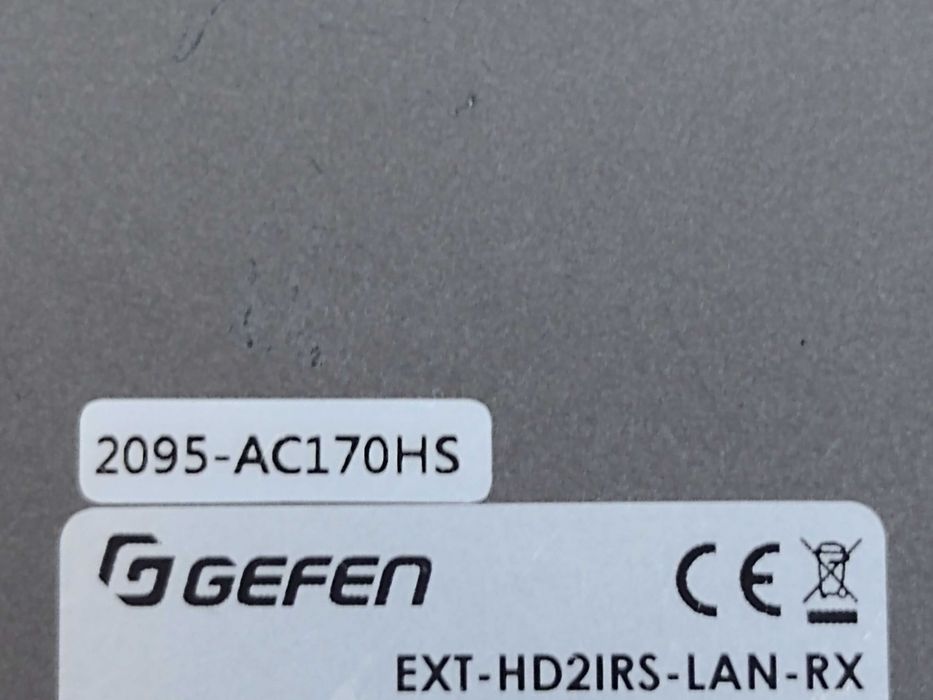 2095-AC170HS
GEFEN CE
EXT-HD2IRS-LAN-RX